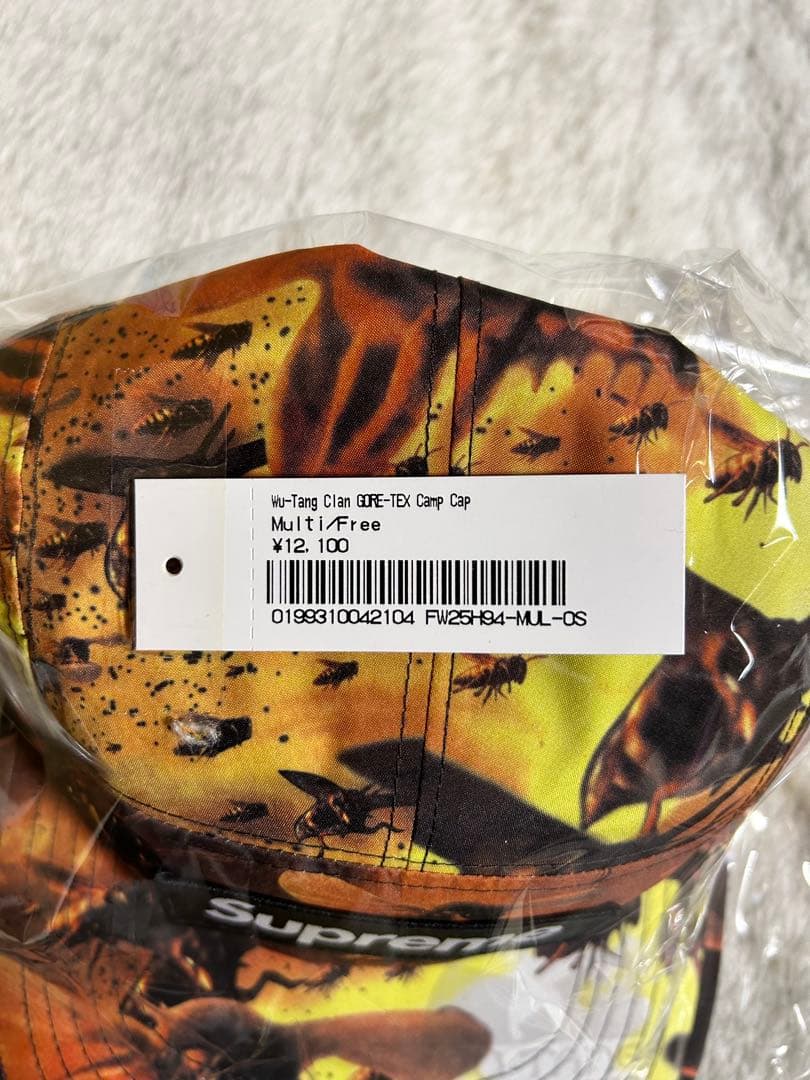 Wu-Tang Clan GORE-TEX Camp Cap
Multi/Free
¥12,100
0199310042104 FW25H94-MUL-OS
Supreme